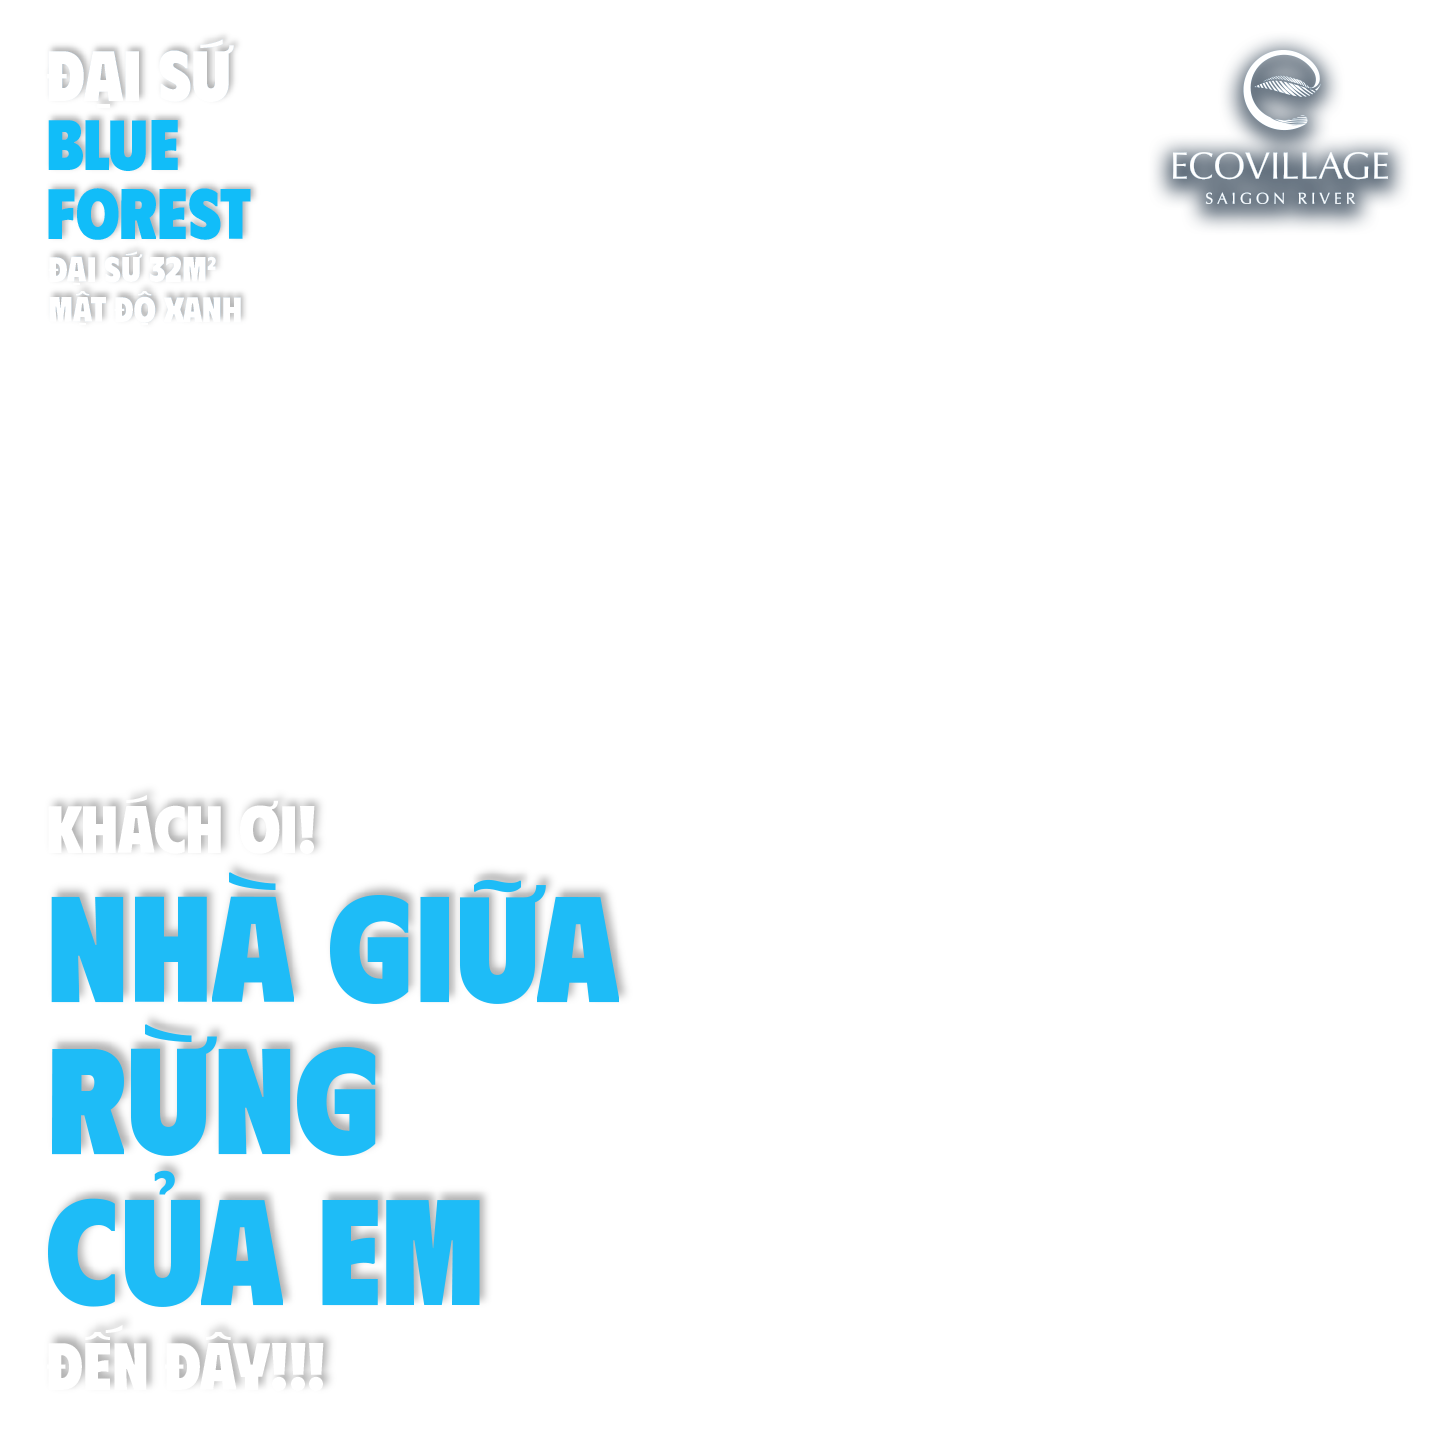 ĐẠI SỨ
BLUE
FOREST
ĐẠI SỨ 32M²
MẬT ĐỘ XANH
ECOVILLAGE
SAIGON RIVER
KHÁCH ƠI!
NHÀ GIỮA
RỪNG
CỦA EM
ĐẾN ĐÂY!!!